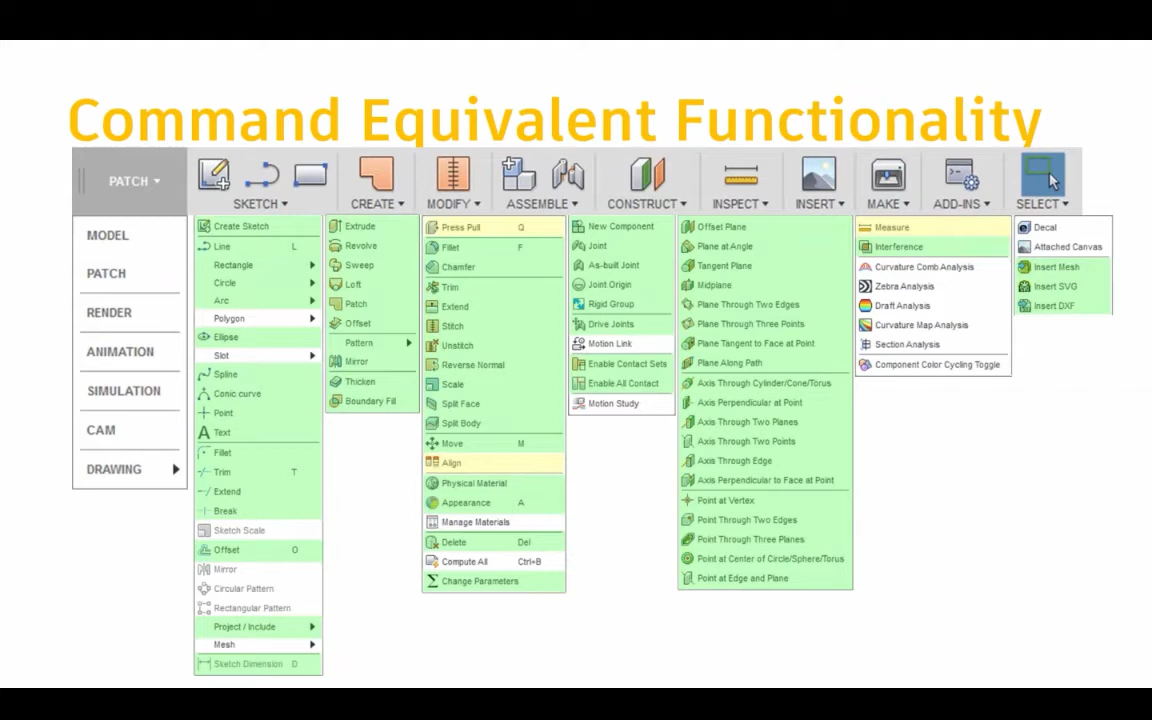 Command Equivalent Functionality
PATCH
SKETCH
CREATE
MODIFY
ASSEMBLE
CONSTRUCT
INSPECT
INSERT
MAKE
ADD-INS
SELECT
MODEL
PATCH
RENDER
ANIMATION
SIMULATION
CAM
DRAWING
Create Sketch
Line L
Rectangle
Circle
Arc
Polygon
Ellipse
Slot
Spline
Conic curve
Point
Text
Fillet
Trim T
Extend
Break
Sketch Scale
Offset O
Mirror
Circular Pattern
Rectangular Pattern
Project / Include
Mesh
Sketch Dimension D
Extrude
Revolve
Sweep
Loft
Patch
Offset
Pattern
Mirror
Thicken
Boundary Fill
Press Pull Q
Fillet F
Chamfer
Trim
Extend
Stitch
Unstitch
Reverse Normal
Scale
Split Face
Split Body
Move M
Align
Physical Material
Appearance A
Manage Materials
Delete Del
Compute All Ctrl+B
Change Parameters
New Component
Joint
As-built Joint
Joint Origin
Rigid Group
Drive Joints
Motion Link
Enable Contact Sets
Enable All Contact
Motion Study
Offset Plane
Plane at Angle
Tangent Plane
Midplane
Plane Through Two Edges
Plane Through Three Points
Plane Tangent to Face at Point
Plane Along Path
Axis Through Cylinder/Cone/Torus
Axis Perpendicular at Point
Axis Through Two Planes
Axis Through Two Points
Axis Through Edge
Axis Perpendicular to Face at Point
Point at Vertex
Point Through Two Edges
Point Through Three Planes
Point at Center of Circle/Sphere/Torus
Point at Edge and Plane
Measure
Interference
Curvature Comb Analysis
Zebra Analysis
Draft Analysis
Curvature Map Analysis
Section Analysis
Component Color Cycling Toggle
Decal
Attached Canvas
Insert Mesh
Insert SVG
Insert DXF